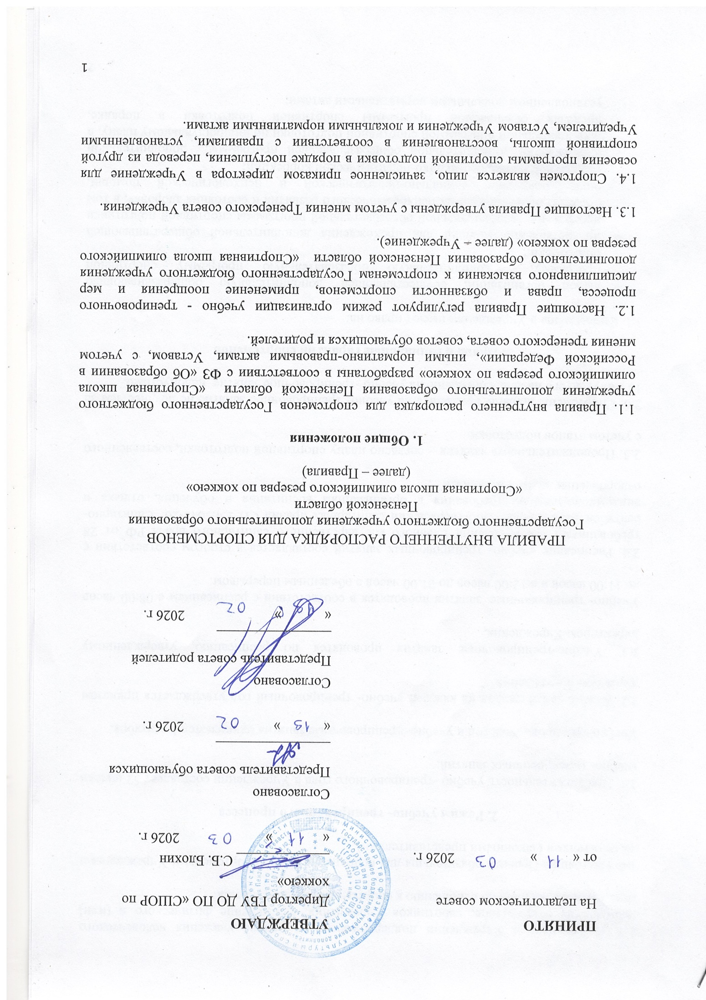 ПРИНЯТО
На педагогическом совете
от « 11 » 03 2026 г.
УТВЕРЖДАЮ
Директор ГБУ ДО ПО «СШОР по
хоккею»
С.Б. Блохин
« 11 » 03 2026 г.
Согласовано
Представитель совета обучающихся
« 13 » 02 2026 г.
Согласовано
Представитель совета родителей
« 13 » 02 2026 г.
ПРАВИЛА ВНУТРЕННЕГО РАСПОРЯДКА ДЛЯ СПОРТСМЕНОВ
Государственного бюджетного учреждения дополнительного образования
Пензенской области
«Спортивная школа олимпийского резерва по хоккею»
(далее – Правила)
1. Общие положения
1.1. Правила внутреннего распорядка для спортсменов Государственного бюджетного
учреждения дополнительного образования Пензенской области «Спортивная школа
олимпийского резерва по хоккею» разработаны в соответствии с ФЗ «Об образовании в
Российской Федерации», иными нормативно-правовыми актами, Уставом, с учетом
мнения тренерского совета, советов обучающихся и родителей.
1.2. Настоящие Правила регулируют режим организации учебно - тренировочного
процесса, права и обязанности спортсменов, применение поощрения и мер
дисциплинарного взыскания к спортсменам Государственного бюджетного учреждения
дополнительного образования Пензенской области «Спортивная школа олимпийского
резерва по хоккею» (далее – Учреждение).
1.3. Настоящие Правила утверждены с учетом мнения Тренерского совета Учреждения.
1.4. Спортсмен является лицо, зачисленное приказом директора в Учреждение для
освоения программы спортивной подготовки в порядке поступления, перевода из другой
спортивной школы, восстановления в соответствии с правилами, установленными
Учредителем, Уставом Учреждения и локальными нормативными актами.
1